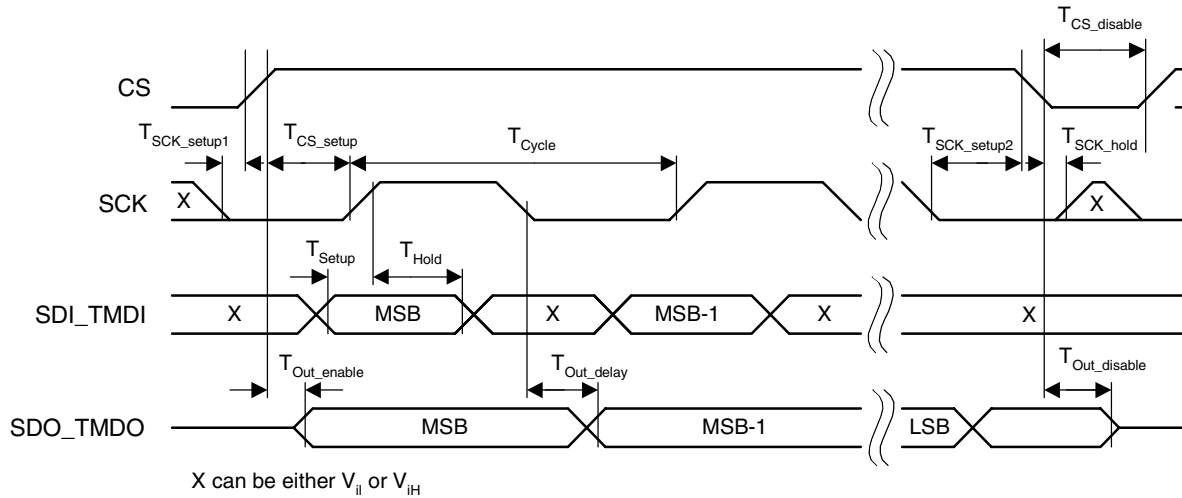 T_CS_disable
CS
T_SCK_setup1
T_CS_setup
T_Cycle
T_SCK_setup2
T_SCK_hold
SCK
X
X
T_Setup
T_Hold
SDI_TMDI
X
MSB
X
MSB-1
X
X
T_Out_enable
T_Out_delay
T_Out_disable
SDO_TMDO
MSB
MSB-1
LSB
X can be either V_il or V_iH